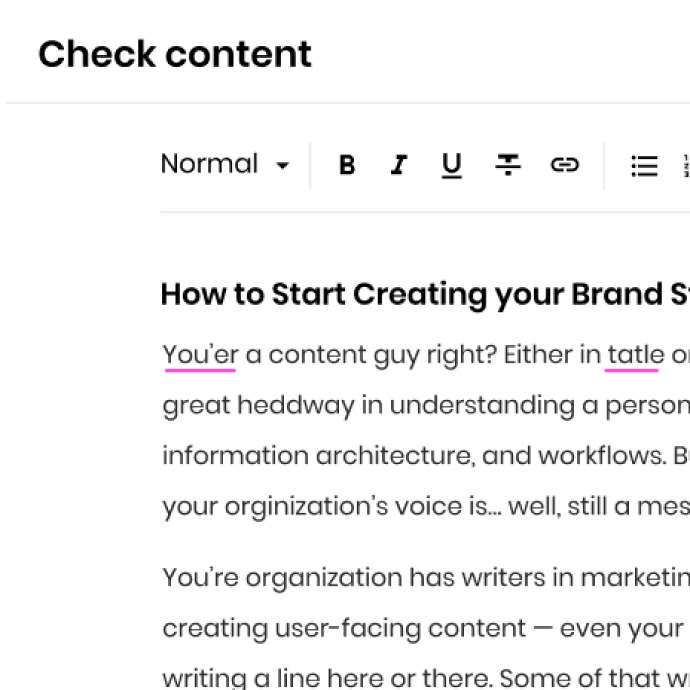 Check content
Normal B I U T
How to Start Creating your Brand
You'er a content guy right? Either in tatle
great heddway in understanding a person
information architecture, and workflows.
your orginization's voice is... well, still a mes
You're organization has writers in marketin
creating user-facing content — even your
writing a line here or there. Some of that